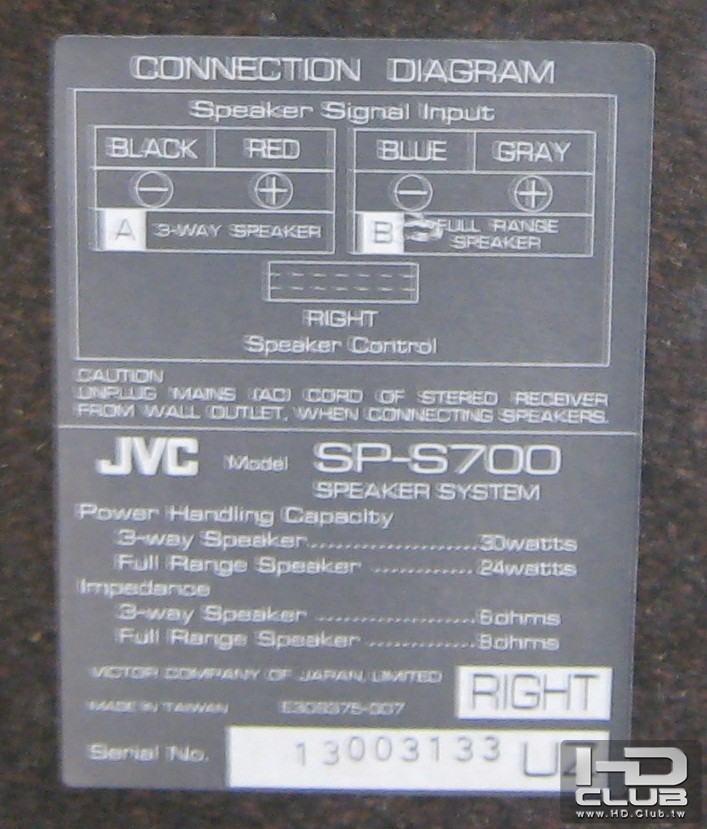 CONNECTION DIAGRAM
Speaker Signal Input
BLACK RED BLUE GRAY
− + − +
A 3-WAY SPEAKER B FULL RANGE
SPEAKER
RIGHT
Speaker Control
CAUTION
UNPLUG MAINS (AC) CORD OF STEREO RECEIVER
FROM WALL OUTLET, WHEN CONNECTING SPEAKERS.
JVC Model SP-S700
SPEAKER SYSTEM
Power Handling Capacity
3-way Speaker......................30watts
Full Range Speaker .............24watts
Impedance
3-way Speaker ....................
Full Range Speaker ..............
VICTOR COMPANY OF JAPAN, LIMITED
RIGHT
MADE IN TAIWAN
Serial No. 13003133
HD
CLUB
www.HD.Club.tw